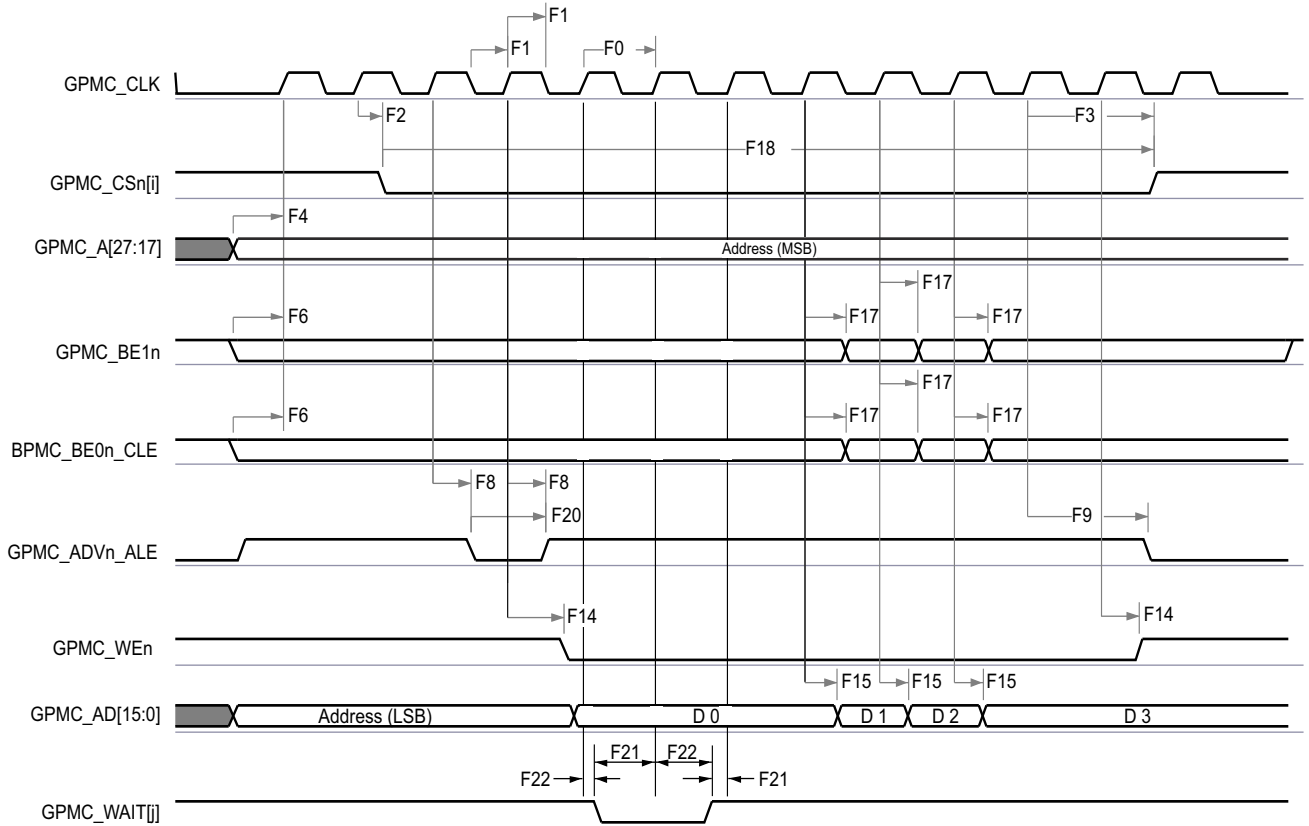 F1
F1
F0
GPMC_CLK
F2
F3
F18
GPMC_CSn[i]
F4
GPMC_A[27:17]
Address (MSB)
F17
F6
F17
F17
GPMC_BE1n
F17
F6
F17
F17
BPMC_BE0n_CLE
F8
F8
F20
F9
GPMC_ADVn_ALE
F14
F14
GPMC_WEn
F15
F15
F15
GPMC_AD[15:0]
Address (LSB)
D 0
D 1
D 2
D 3
F21
F22
F22
F21
GPMC_WAIT[j]